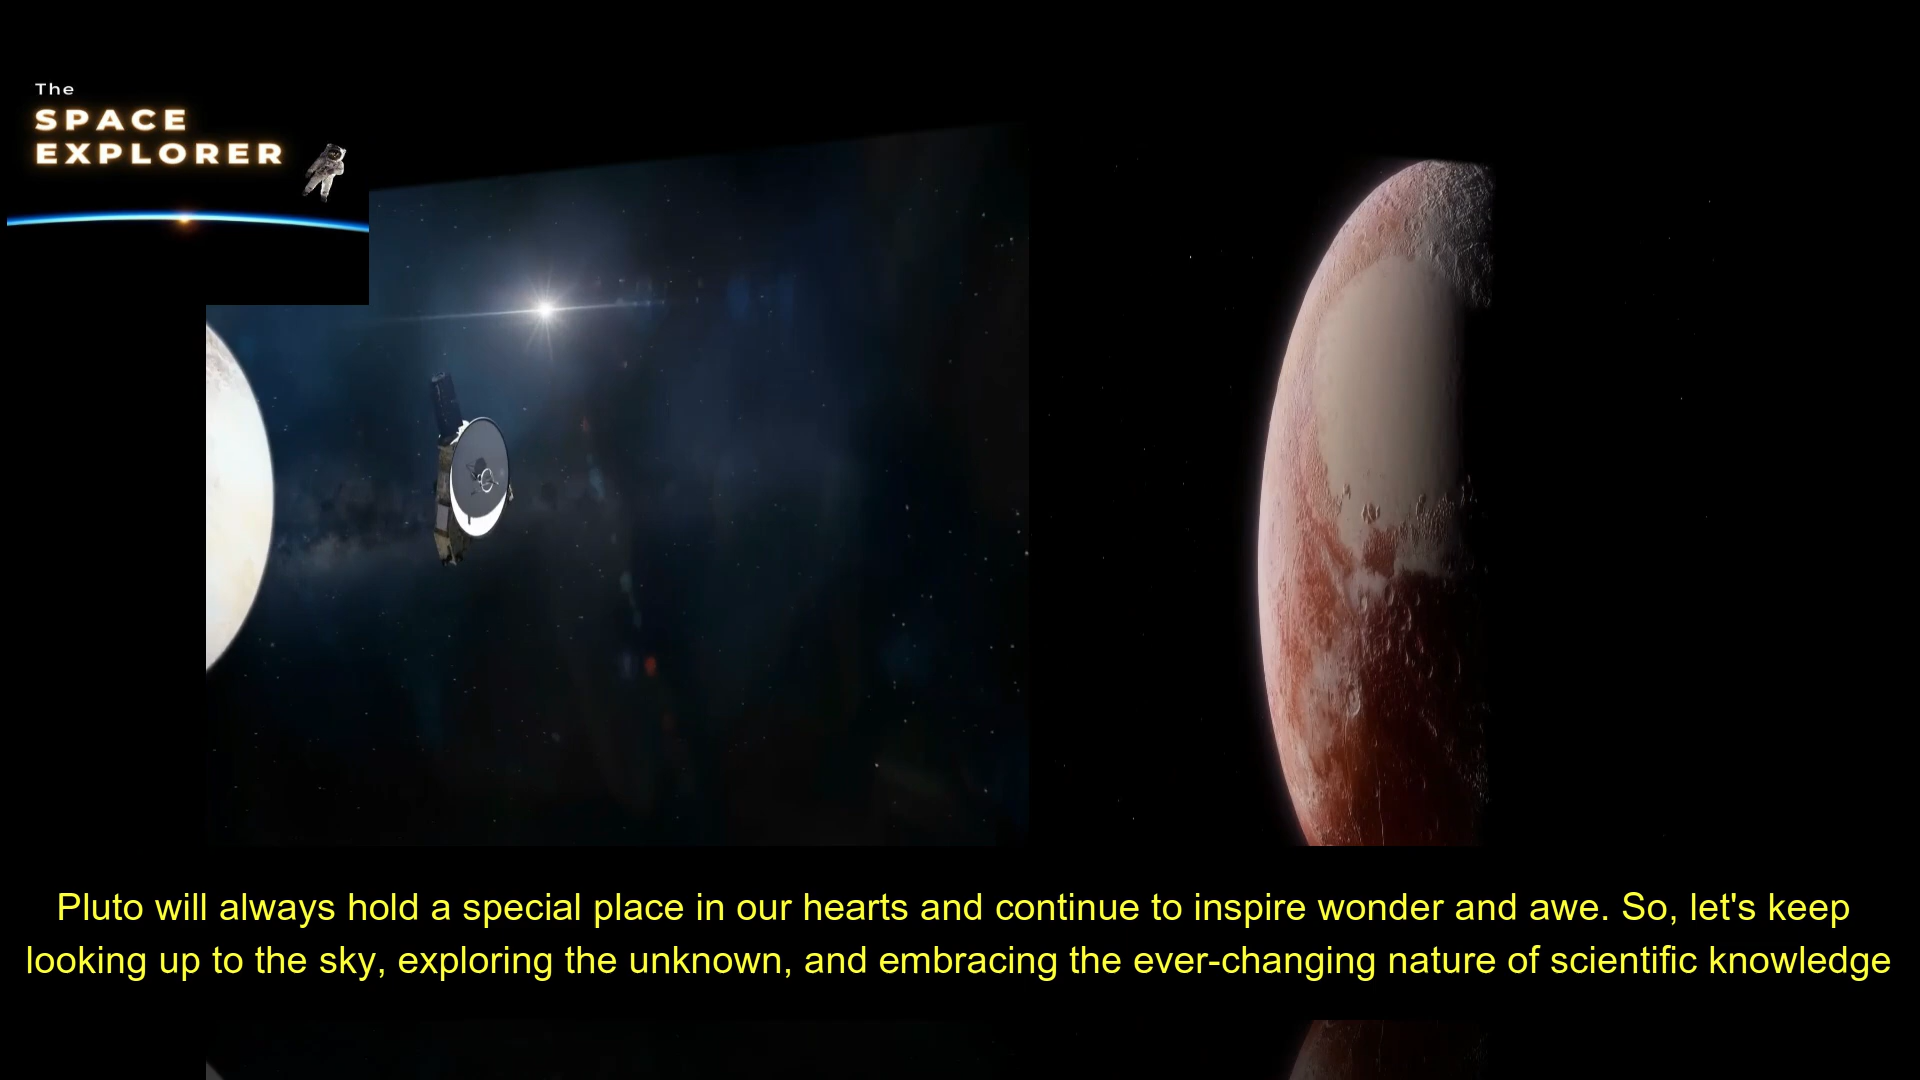 The
SPACE
EXPLORER
Pluto will always hold a special place in our hearts and continue to inspire wonder and awe. So, let's keep
looking up to the sky, exploring the unknown, and embracing the ever-changing nature of scientific knowledge